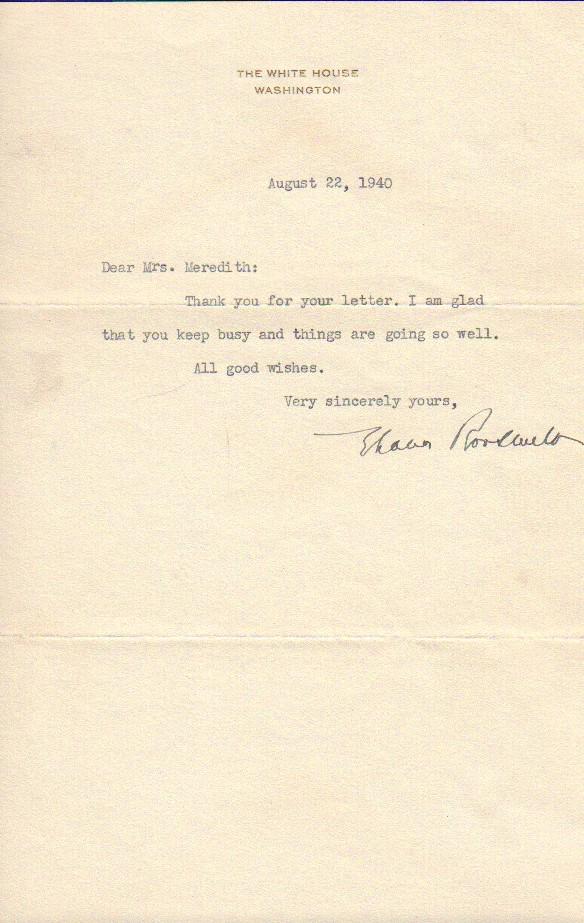 THE WHITE HOUSE
WASHINGTON
August 22, 1940
Dear Mrs. Meredith:
Thank you for your letter. I am glad
that you keep busy and things are going so well.
All good wishes.
Very sincerely yours,
Eleanor Roosevelt